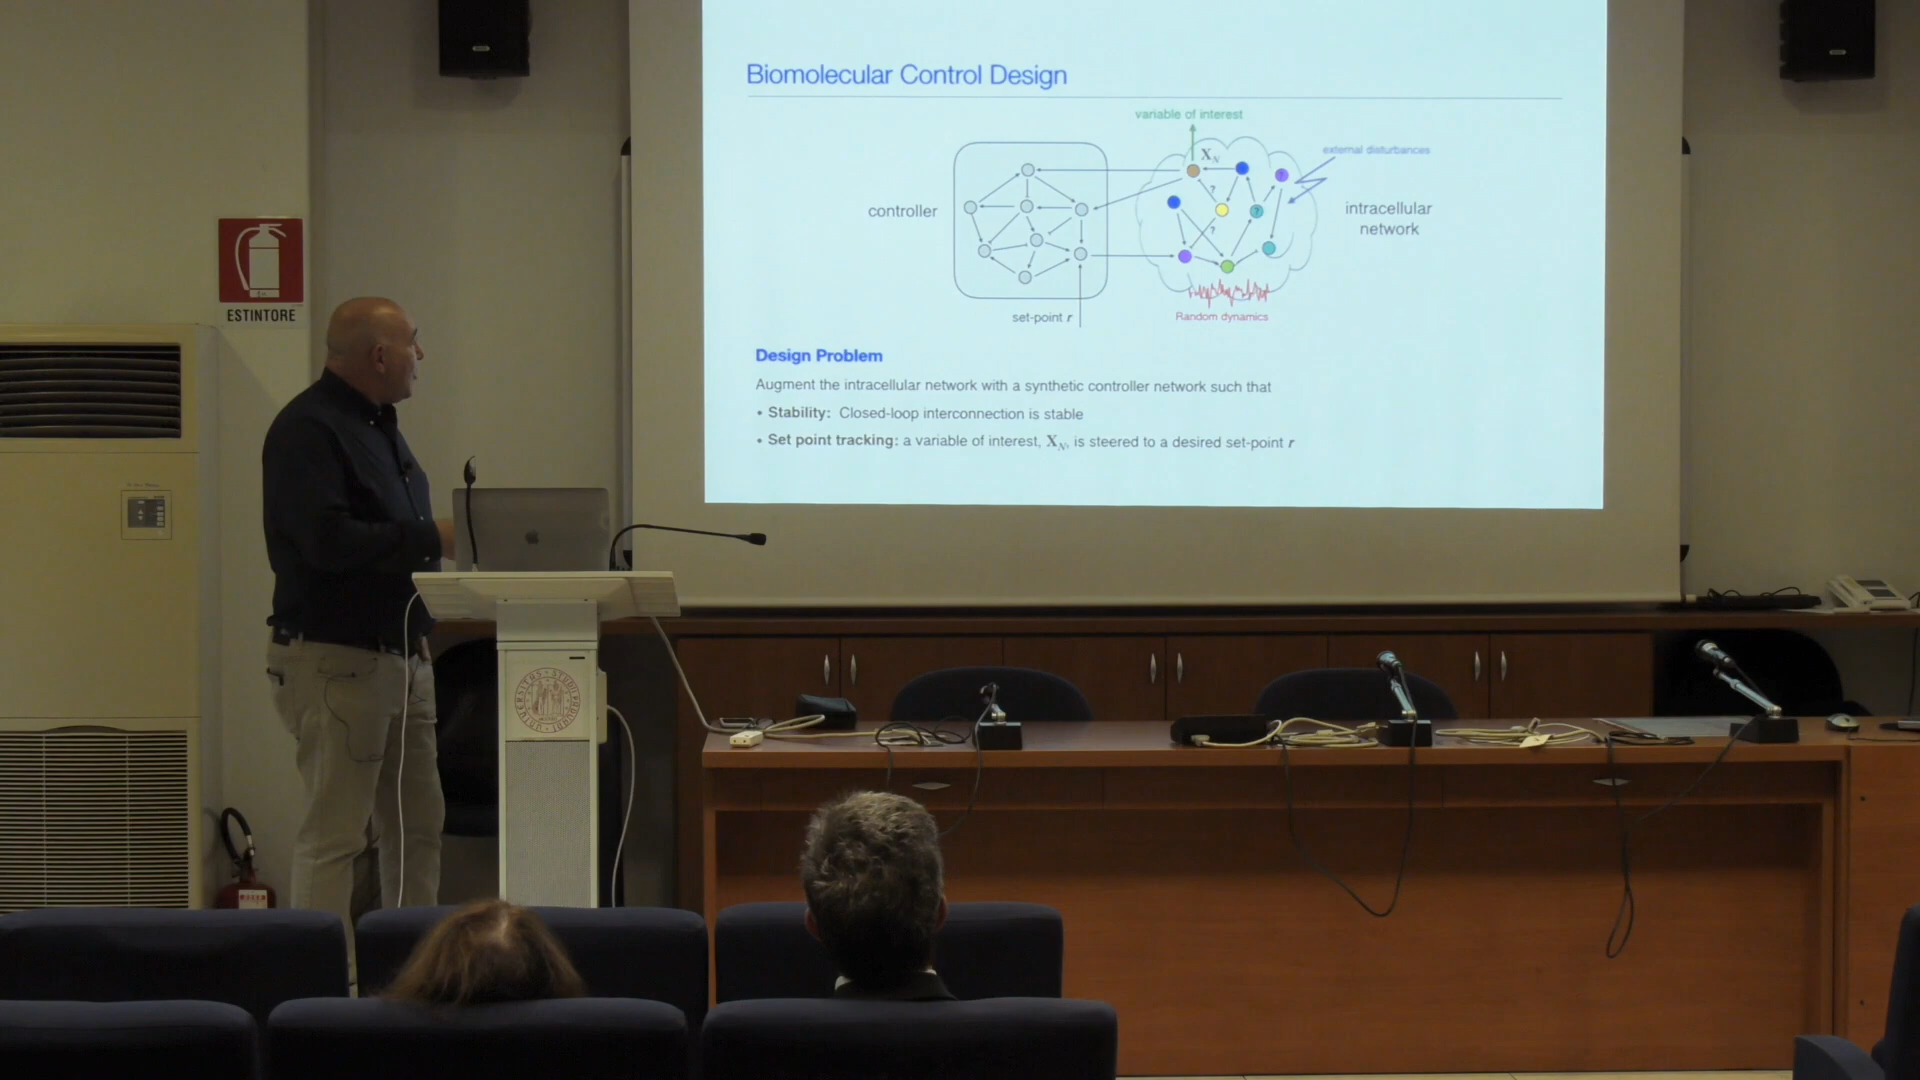 Biomolecular Control Design
variable of interest
X_N
external disturbances
controller
intracellular
network
?
?
?
?
set-point r
Random dynamics
Design Problem
Augment the intracellular network with a synthetic controller network such that
• Stability: Closed-loop interconnection is stable
• Set point tracking: a variable of interest, X_N, is steered to a desired set-point r
ESTINTORE